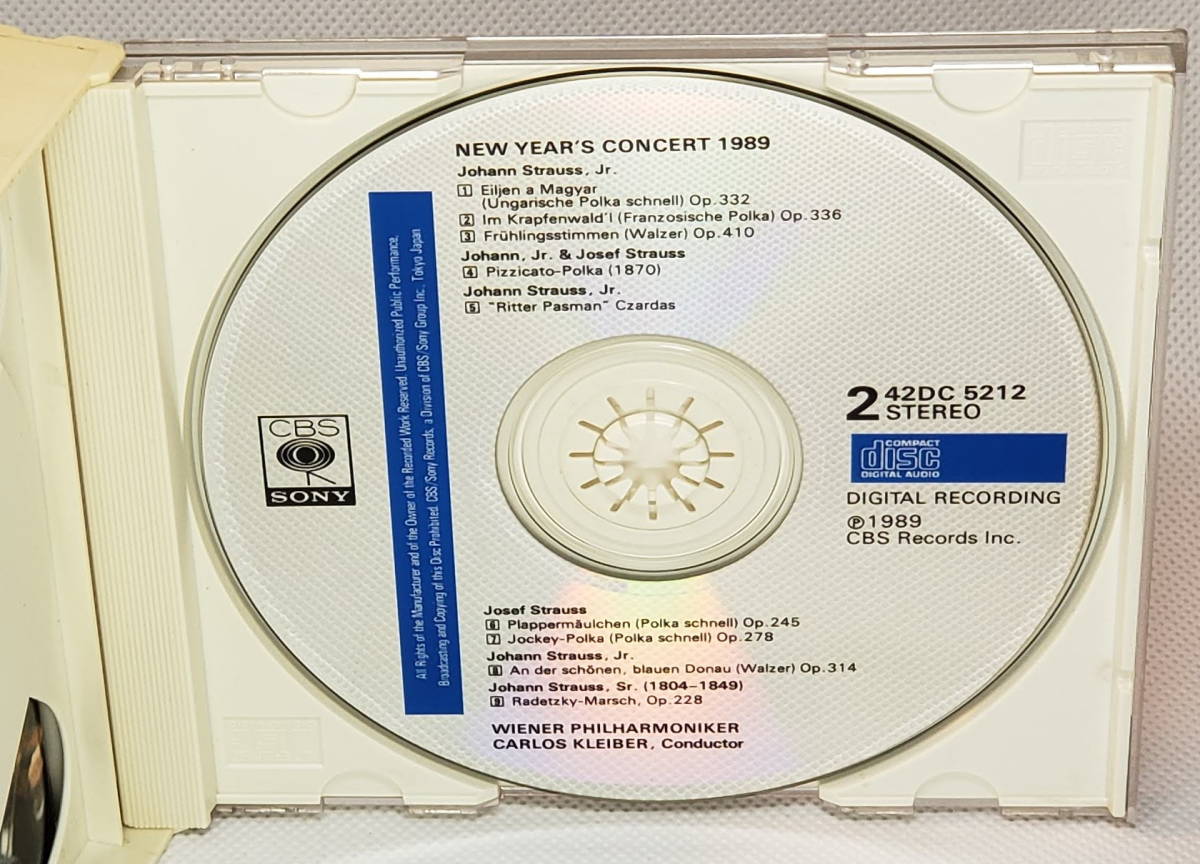 NEW YEAR'S CONCERT 1989
Johann Strauss, Jr.
1 Eiljen a Magyar
(Ungarische Polka schnell) Op.332
2 Im Krapfenwald'l (Franzosische Polka) Op.336
3 Frühlingsstimmen (Walzer) Op.410
Johann, Jr. & Josef Strauss
4 Pizzicato-Polka (1870)
Johann Strauss, Jr.
5 "Ritter Pasman" Czardas
All Rights of the Manufacturer and of the Owner of the Recorded Work Reserved. Unauthorized Public Performance,
Broadcasting and Copying of this Disc Prohibited. CBS/Sony Records, a Division of CBS/Sony Group Inc., Tokyo Japan
CBS
SONY
2 42DC 5212
STEREO
COMPACT
disc
DIGITAL AUDIO
DIGITAL RECORDING
℗1989
CBS Records Inc.
Josef Strauss
6 Plappermäulchen (Polka schnell) Op.245
7 Jockey-Polka (Polka schnell) Op.278
Johann Strauss, Jr.
8 An der schönen, blauen Donau (Walzer) Op.314
Johann Strauss, Sr. (1804-1849)
9 Radetzky-Marsch, Op.228
WIENER PHILHARMONIKER
CARLOS KLEIBER, Conductor